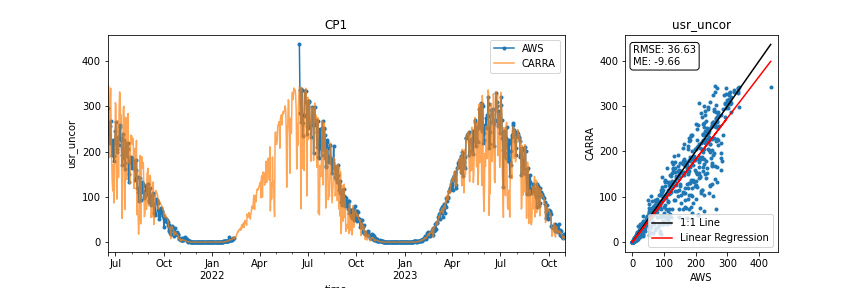 CP1
usr_uncor
400
300
200
100
0
AWS
CARRA
Jul
Oct
Jan
2022
Apr
Jul
Oct
Jan
2023
Apr
Jul
Oct
time
usr_uncor
CARRA
400
300
200
100
0
RMSE: 36.63
ME: -9.66
1:1 Line
Linear Regression
0
100
200
300
400
AWS